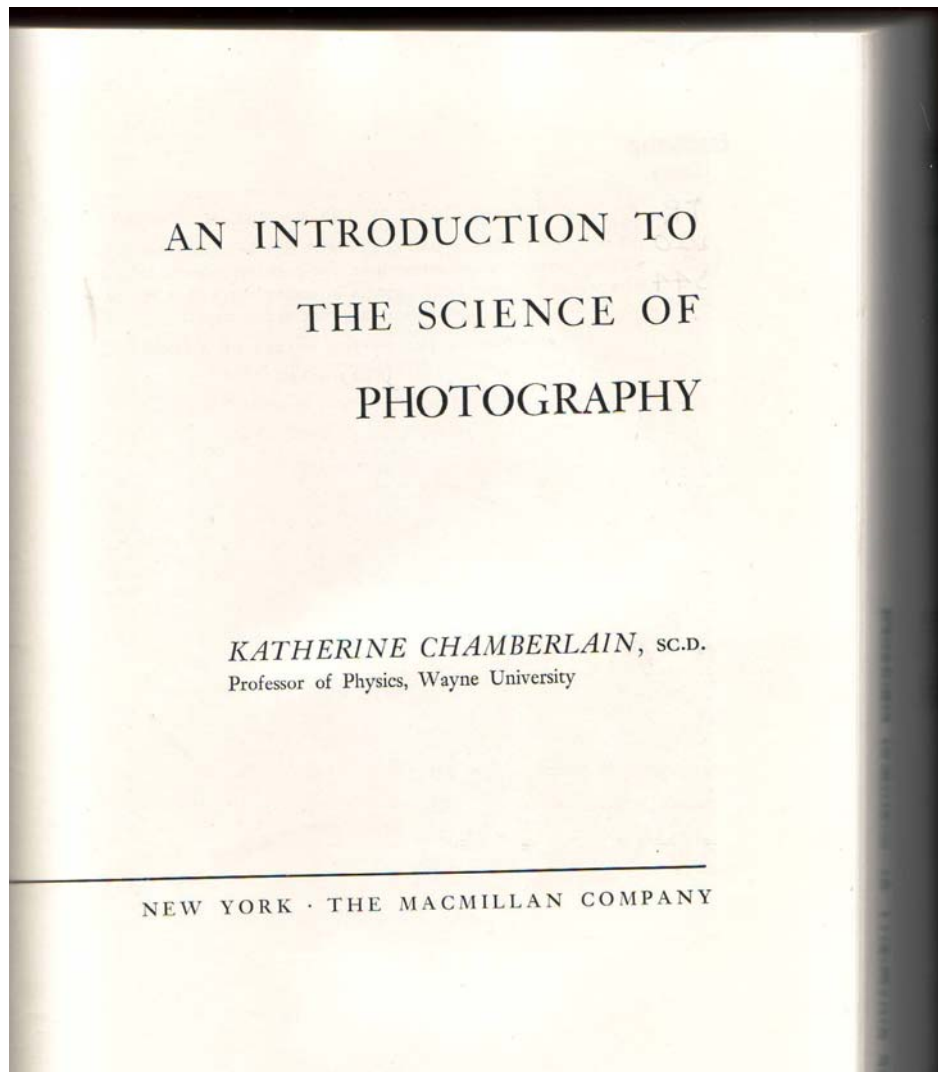 AN INTRODUCTION TO
THE SCIENCE OF
PHOTOGRAPHY
KATHERINE CHAMBERLAIN, SC.D.
Professor of Physics, Wayne University
NEW YORK · THE MACMILLAN COMPANY